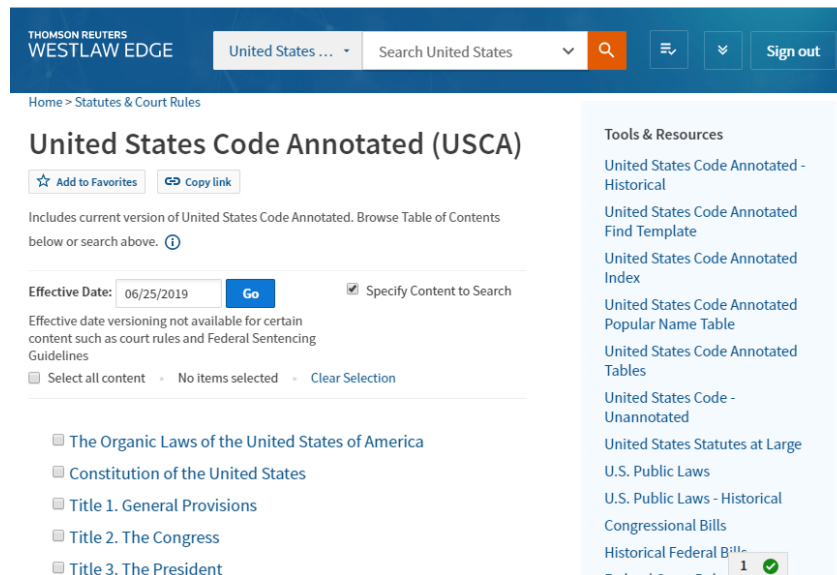 THOMSON REUTERS
WESTLAW EDGE
United States ...
Search United States
Sign out
Home > Statutes & Court Rules
United States Code Annotated (USCA)
Add to Favorites
Copy link
Includes current version of United States Code Annotated. Browse Table of Contents
below or search above.
Effective Date: 06/25/2019 Go
Specify Content to Search
Effective date versioning not available for certain
content such as court rules and Federal Sentencing
Guidelines
Select all content • No items selected • Clear Selection
The Organic Laws of the United States of America
Constitution of the United States
Title 1. General Provisions
Title 2. The Congress
Title 3. The President
Tools & Resources
United States Code Annotated -
Historical
United States Code Annotated
Find Template
United States Code Annotated
Index
United States Code Annotated
Popular Name Table
United States Code Annotated
Tables
United States Code -
Unannotated
United States Statutes at Large
U.S. Public Laws
U.S. Public Laws - Historical
Congressional Bills
Historical Federal
1